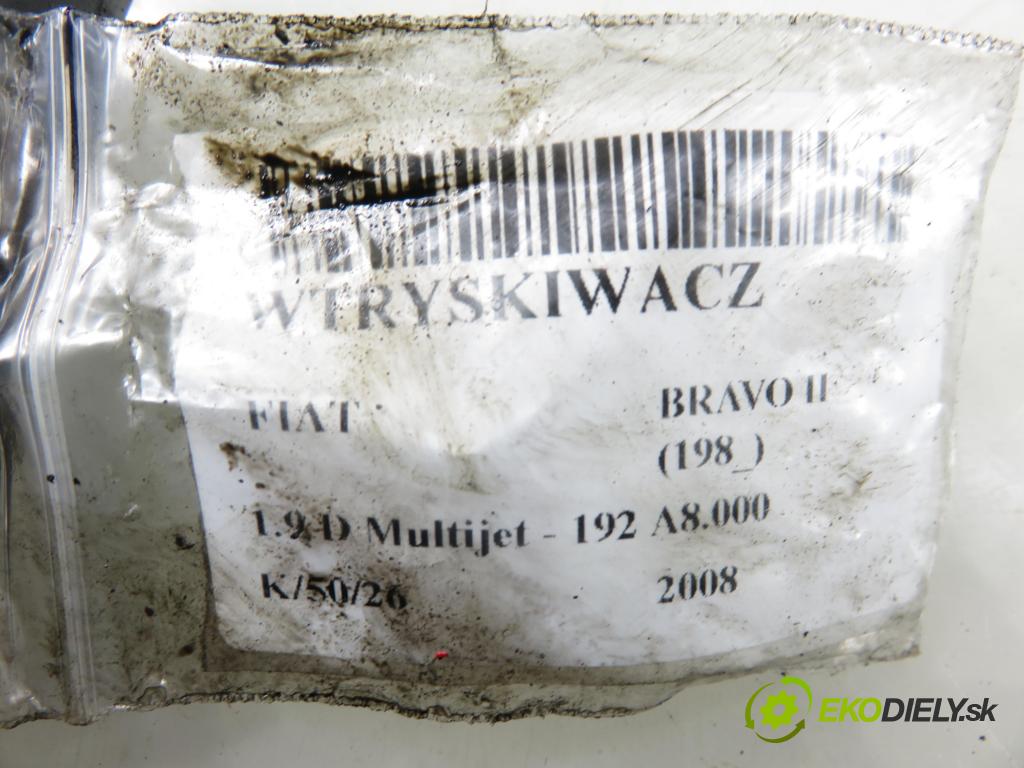 WTRYSKIWACZ
FIAT BRAVO II
(198_)
1.9 D Multijet - 192 A8.000
K/50/26 2008
EKODIELY.sk